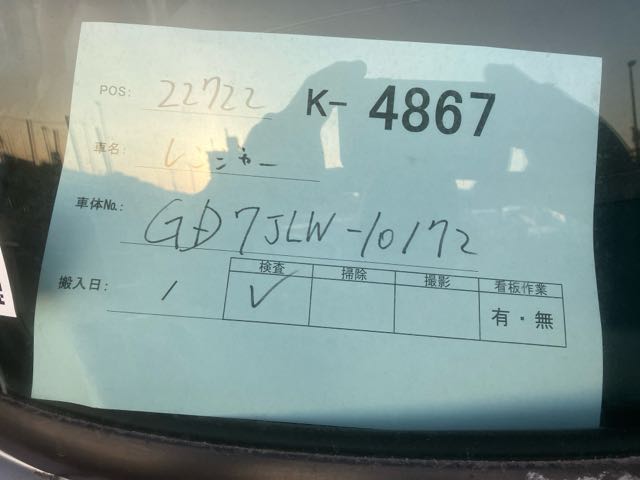 POS: 22722 K-4867
車名 レンジャー
車体No.: GD7JLW-10172
検査 掃除 撮影 看板作業
搬入日: / ✓ 有・無